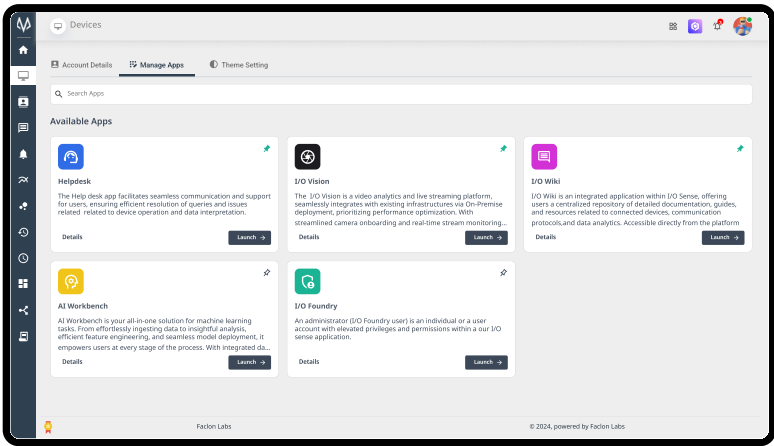 Devices
Account Details
Manage Apps
Theme Setting
Search Apps
Available Apps
Helpdesk
The Help desk app facilitates seamless communication and support
for users, ensuring efficient resolution of queries and issues
related related to device operation and data interpretation.
Details
Launch
I/O Vision
The I/O Vision is a video analytics and live streaming platform,
seamlessly integrates with existing infrastructures via On-Premise
deployment, prioritizing performance optimization. With
streamlined camera onboarding and real-time stream monitoring...
Details
Launch
I/O Wiki
I/O Wiki is an integrated application within I/O Sense, offering
users a centralized repository of detailed documentation, guides,
and resources related to connected devices, communication
protocols,and data analytics. Accessible directly from the platform
Details
Launch
AI Workbench
AI Workbench is your all-in-one solution for machine learning
tasks. From effortlessly ingesting data to insightful analysis,
efficient feature engineering, and seamless model deployment, it
empowers users at every stage of the process. With integrated da...
Details
Launch
I/O Foundry
An administrator (I/O Foundry user) is an individual or a user
account with elevated privileges and permissions within a our I/O
sense application.
Details
Launch
Faclon Labs
© 2024, powered by Faclon Labs